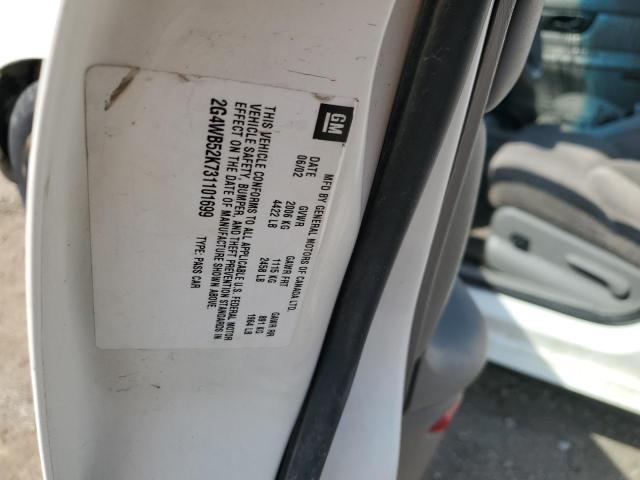 GM
MFD BY GENERAL MOTORS OF CANADA LTD.
DATE GVWR GAWR FRT GAWR RR
06/02 2006 KG 1115 KG 891 KG
4422 LB 2458 LB 1964 LB
THIS VEHICLE CONFORMS TO ALL APPLICABLE U.S. FEDERAL MOTOR
VEHICLE SAFETY, BUMPER, AND THEFT PREVENTION STANDARDS IN
EFFECT ON THE DATE OF MANUFACTURE SHOWN ABOVE.
2G4WB52K731101699 TYPE: PASS CAR